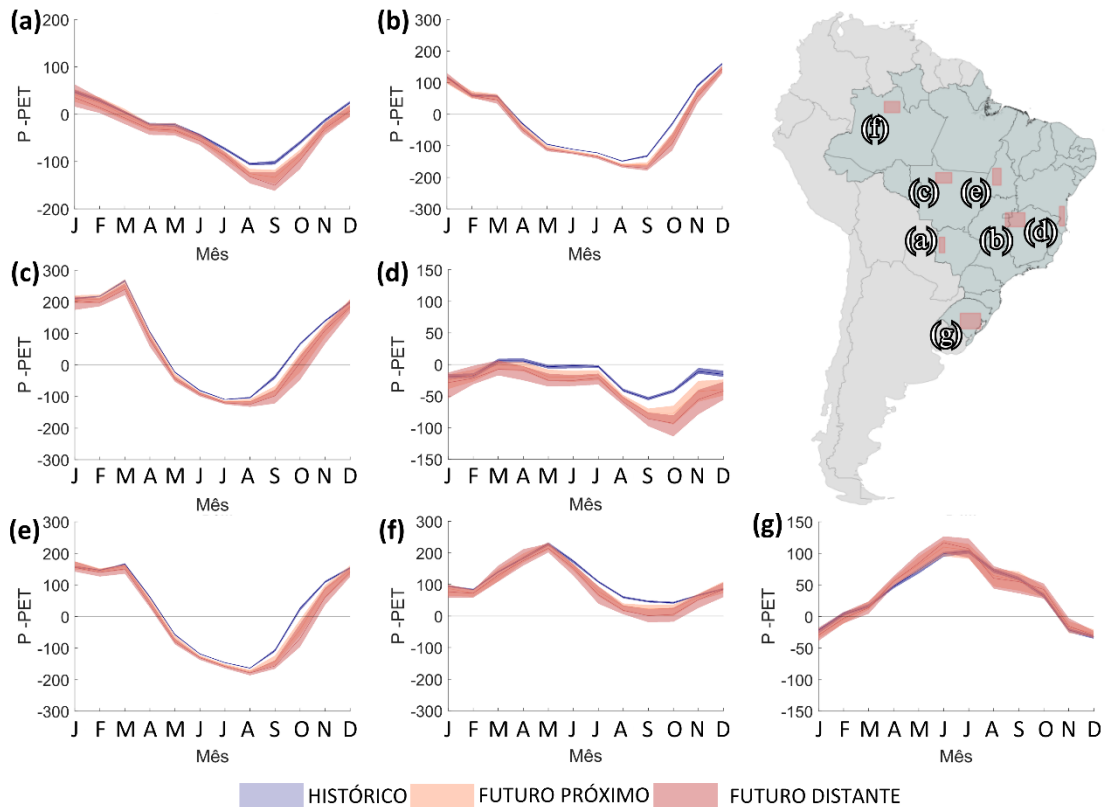 (a)
200
100
0
-100
-200
P -PET
J F M A M J J A S O N D
Mês
(b)
300
200
100
0
-100
-200
-300
P -PET
J F M A M J J A S O N D
Mês
(c)
300
200
100
0
-100
-200
-300
P -PET
J F M A M J J A S O N D
Mês
(d)
150
100
50
0
-50
-100
-150
P -PET
J F M A M J J A S O N D
Mês
(f)
(c) (e)
(a) (b) (d)
(g)
(e)
300
200
100
0
-100
-200
-300
P -PET
J F M A M J J A S O N D
Mês
(f)
300
200
100
0
-100
-200
-300
P -PET
J F M A M J J A S O N D
Mês
(g)
150
100
50
0
-50
-100
-150
P -PET
J F M A M J J A S O N D
Mês
HISTÓRICO FUTURO PRÓXIMO FUTURO DISTANTE